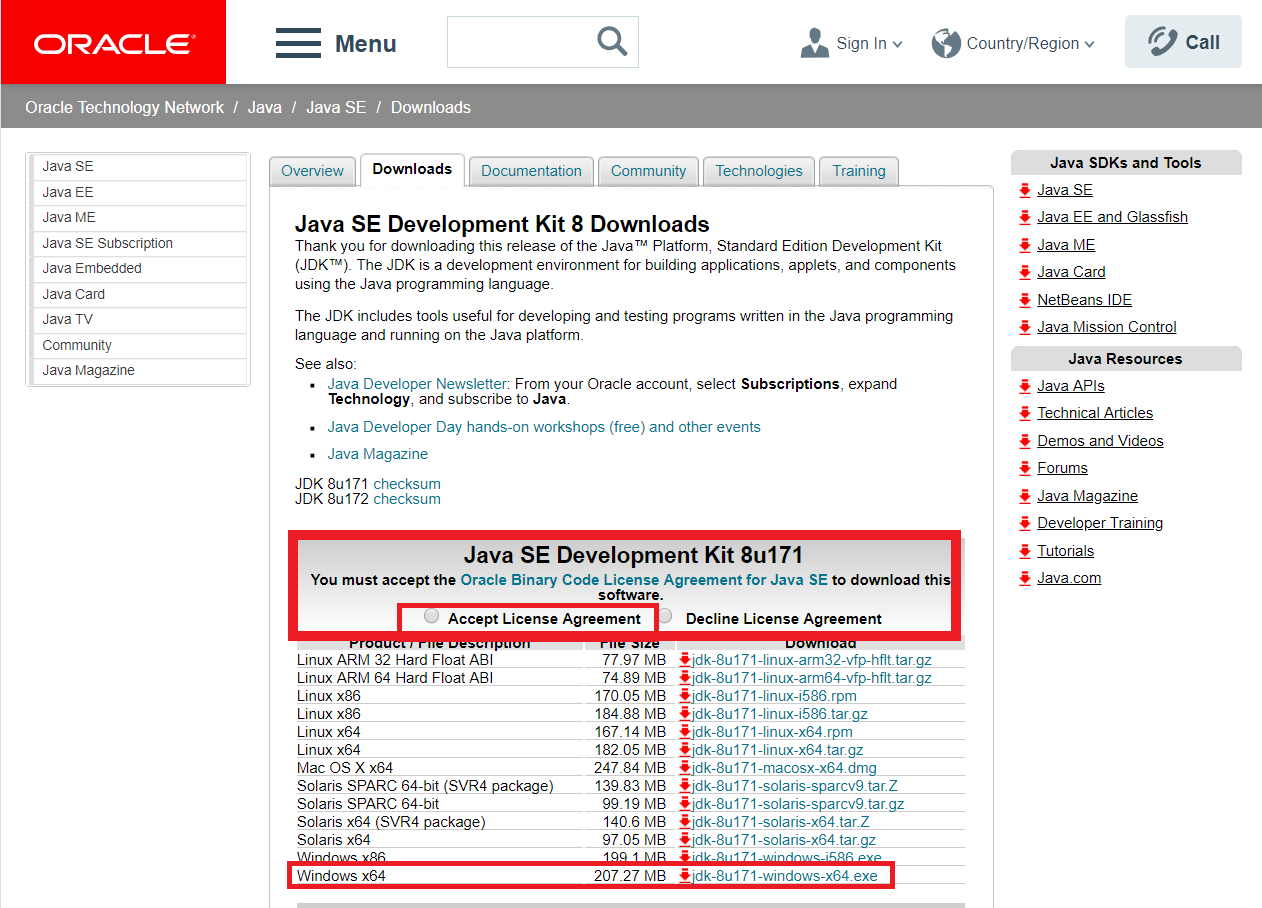 ORACLE®
Menu
Sign In
Country/Region
Call
Oracle Technology Network / Java / Java SE / Downloads
Java SE
Java EE
Java ME
Java SE Subscription
Java Embedded
Java Card
Java TV
Community
Java Magazine
Overview
Downloads
Documentation
Community
Technologies
Training
Java SE Development Kit 8 Downloads
Thank you for downloading this release of the Java™ Platform, Standard Edition Development Kit
(JDK™). The JDK is a development environment for building applications, applets, and components
using the Java programming language.
The JDK includes tools useful for developing and testing programs written in the Java programming
language and running on the Java platform.
See also:
Java Developer Newsletter: From your Oracle account, select Subscriptions, expand
Technology, and subscribe to Java.
Java Developer Day hands-on workshops (free) and other events
Java Magazine
JDK 8u171 checksum
JDK 8u172 checksum
Java SE Development Kit 8u171
You must accept the Oracle Binary Code License Agreement for Java SE to download this
software.
Accept License Agreement Decline License Agreement
Product / File Description File Size Download
Linux ARM 32 Hard Float ABI 77.97 MB jdk-8u171-linux-arm32-vfp-hflt.tar.gz
Linux ARM 64 Hard Float ABI 74.89 MB jdk-8u171-linux-arm64-vfp-hflt.tar.gz
Linux x86 170.05 MB jdk-8u171-linux-i586.rpm
Linux x86 184.88 MB jdk-8u171-linux-i586.tar.gz
Linux x64 167.14 MB jdk-8u171-linux-x64.rpm
Linux x64 182.05 MB jdk-8u171-linux-x64.tar.gz
Mac OS X x64 247.84 MB jdk-8u171-macosx-x64.dmg
Solaris SPARC 64-bit (SVR4 package) 139.83 MB jdk-8u171-solaris-sparcv9.tar.Z
Solaris SPARC 64-bit 99.19 MB jdk-8u171-solaris-sparcv9.tar.gz
Solaris x64 (SVR4 package) 140.6 MB jdk-8u171-solaris-x64.tar.Z
Solaris x64 97.05 MB jdk-8u171-solaris-x64.tar.gz
Windows x86 199.1 MB jdk-8u171-windows-i586.exe
Windows x64 207.27 MB jdk-8u171-windows-x64.exe
Java SDKs and Tools
Java SE
Java EE and Glassfish
Java ME
Java Card
NetBeans IDE
Java Mission Control
Java Resources
Java APIs
Technical Articles
Demos and Videos
Forums
Java Magazine
Developer Training
Tutorials
Java.com